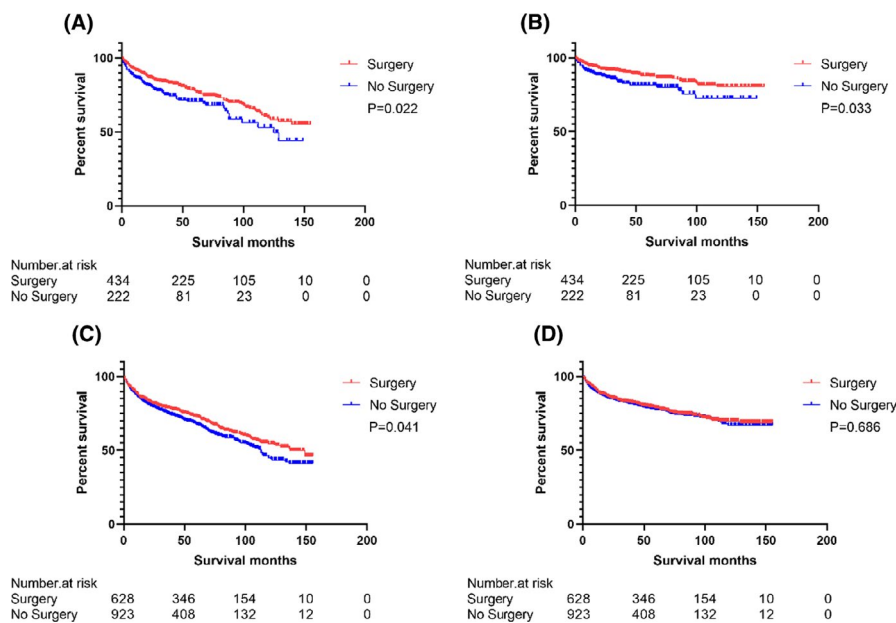 (A)
Percent survival
100
50
0
0 50 100 150 200
Survival months
Surgery
No Surgery
P=0.022
Number.at risk
Surgery 434 225 105 10 0
No Surgery 222 81 23 0 0
(B)
Percent survival
100
50
0
0 50 100 150 200
Survival months
Surgery
No Surgery
P=0.033
Number.at risk
Surgery 434 225 105 10 0
No Surgery 222 81 23 0 0
(C)
Percent survival
100
50
0
0 50 100 150 200
Survival months
Surgery
No Surgery
P=0.041
Number.at risk
Surgery 628 346 154 10 0
No Surgery 923 408 132 12 0
(D)
Percent survival
100
50
0
0 50 100 150 200
Survival months
Surgery
No Surgery
P=0.686
Number.at risk
Surgery 628 346 154 10 0
No Surgery 923 408 132 12 0